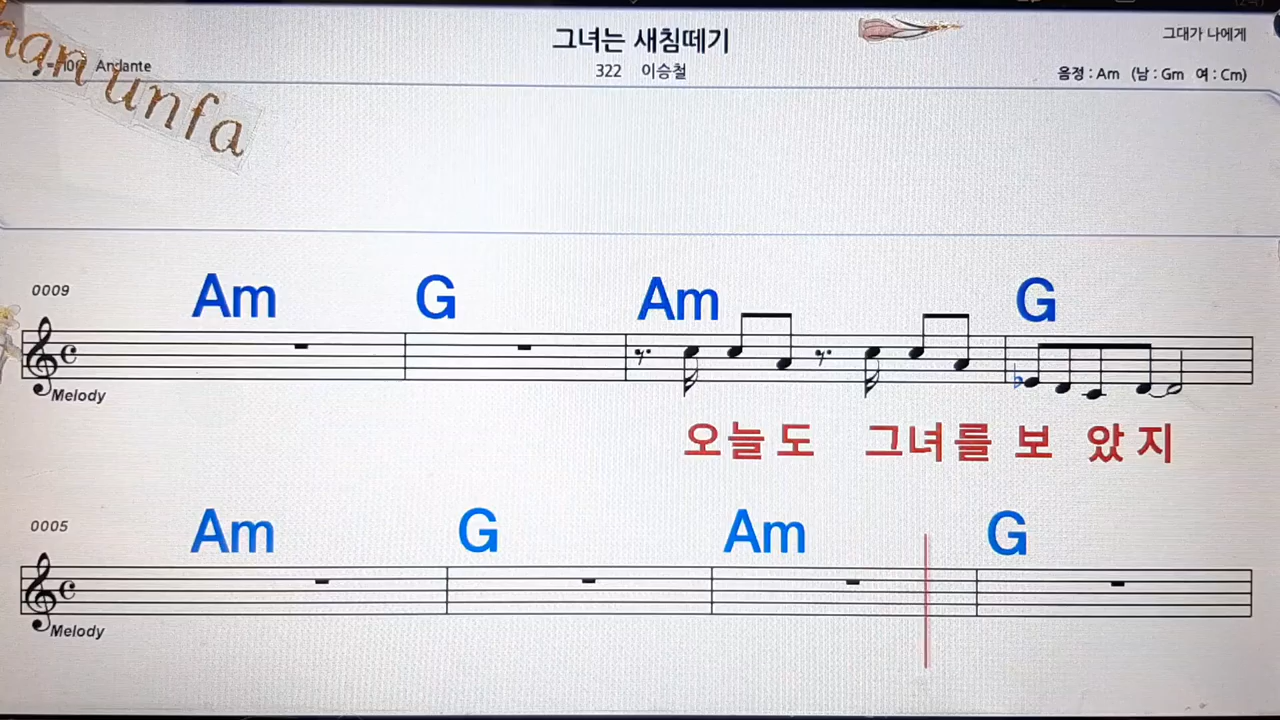 han unfa
그녀는 새침떼기
그대가 나에게
Andante
322 이승철
음정 : Am (남 : Gm 여 : Cm)
0009
Am G Am G
Melody
오늘도 그녀를 보 았지
0005
Am G Am G
Melody